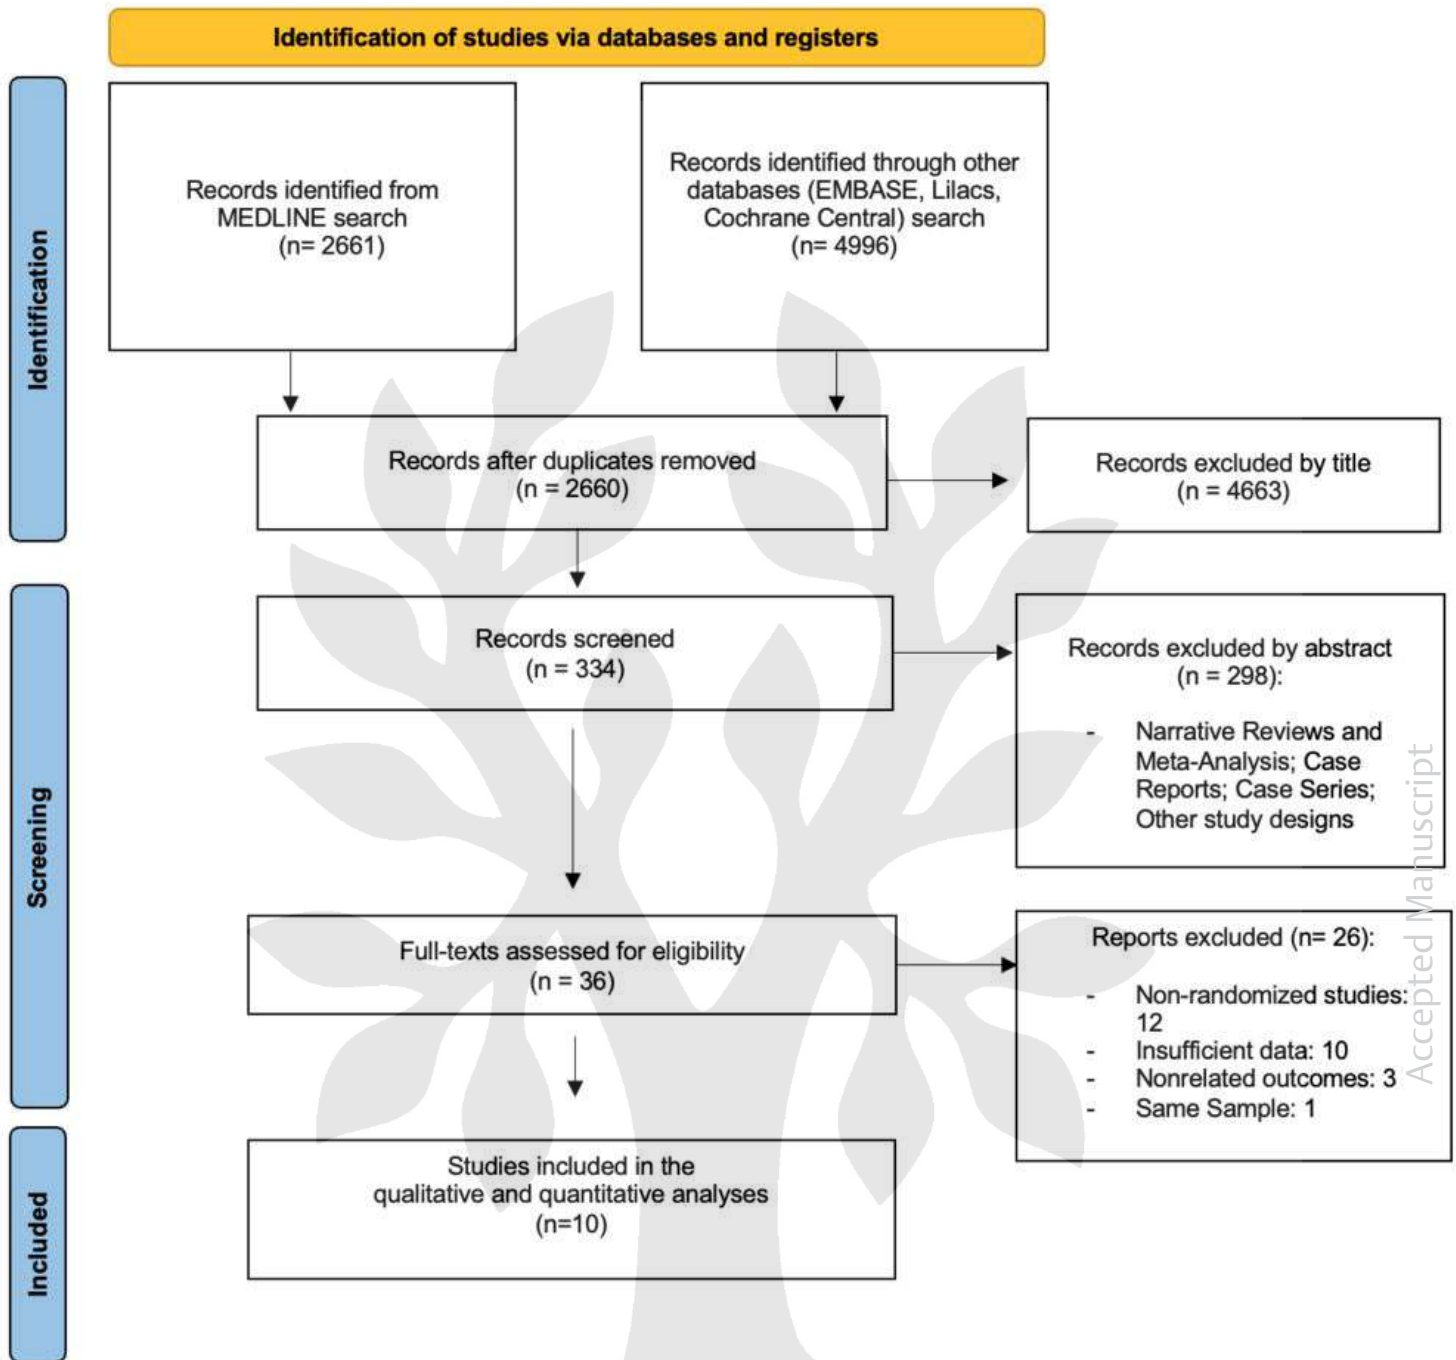 Identification of studies via databases and registers
Identification
Records identified from
MEDLINE search
(n= 2661)
Records identified through other
databases (EMBASE, Lilacs,
Cochrane Central) search
(n= 4996)
Records after duplicates removed
(n = 2660)
Records excluded by title
(n = 4663)
Screening
Records screened
(n = 334)
Records excluded by abstract
(n = 298):
- Narrative Reviews and
Meta-Analysis; Case
Reports; Case Series;
Other study designs
Full-texts assessed for eligibility
(n = 36)
Reports excluded (n= 26):
- Non-randomized studies:
12
- Insufficient data: 10
- Nonrelated outcomes: 3
- Same Sample: 1
Included
Studies included in the
qualitative and quantitative analyses
(n=10)
Accepted Manuscript